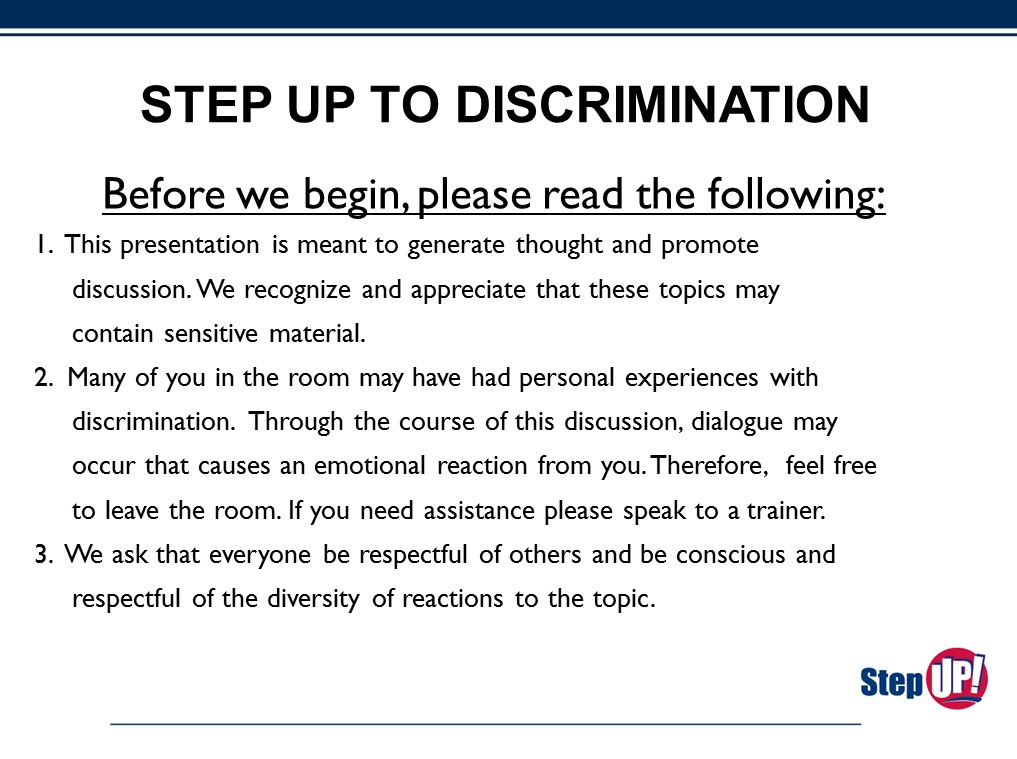 STEP UP TO DISCRIMINATION
Before we begin, please read the following:
1. This presentation is meant to generate thought and promote
discussion. We recognize and appreciate that these topics may
contain sensitive material.
2. Many of you in the room may have had personal experiences with
discrimination. Through the course of this discussion, dialogue may
occur that causes an emotional reaction from you. Therefore, feel free
to leave the room. If you need assistance please speak to a trainer.
3. We ask that everyone be respectful of others and be conscious and
respectful of the diversity of reactions to the topic.
Step UP!